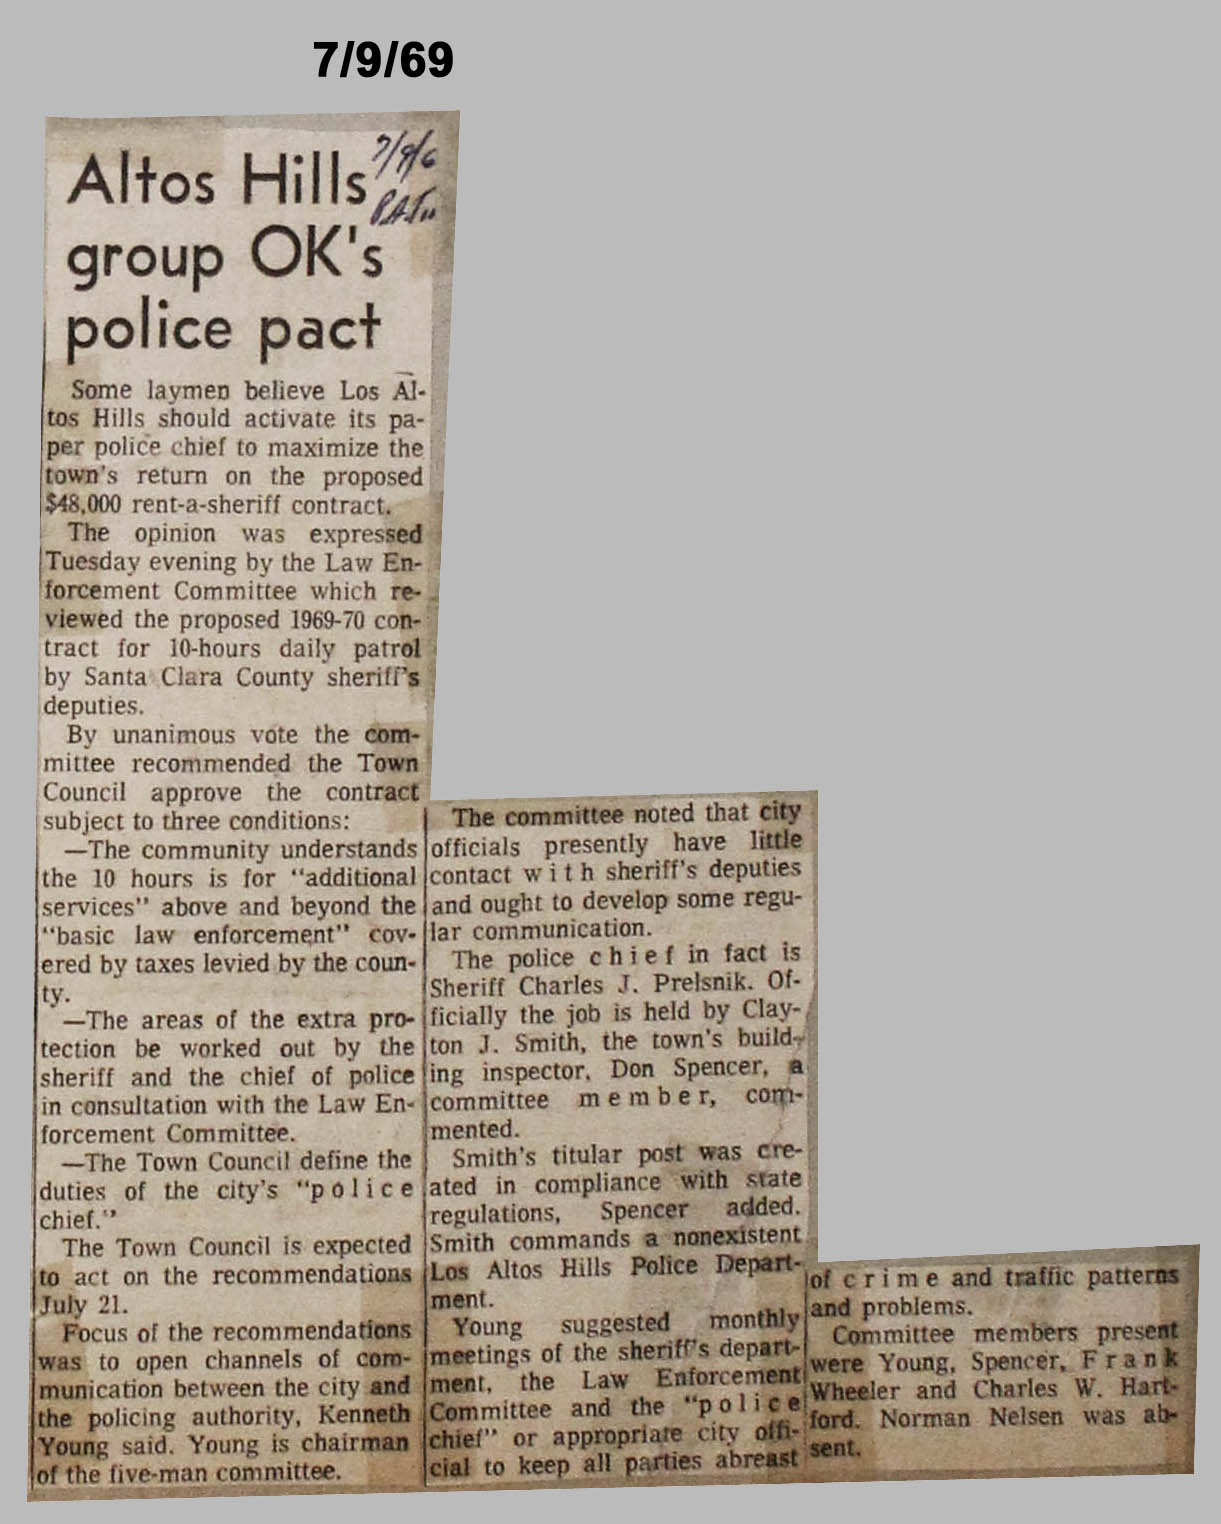 7/9/69
Altos Hills
group OK's
police pact
7/9/6
P.A.T.
Some laymen believe Los Al-
tos Hills should activate its pa-
per police chief to maximize the
town's return on the proposed
$48,000 rent-a-sheriff contract.
The opinion was expressed
Tuesday evening by the Law En-
forcement Committee which re-
viewed the proposed 1969-70 con-
tract for 10-hours daily patrol
by Santa Clara County sheriff's
deputies.
By unanimous vote the com-
mittee recommended the Town
Council approve the contract
subject to three conditions:
—The community understands
the 10 hours is for "additional
services" above and beyond the
"basic law enforcement" cov-
ered by taxes levied by the coun-
ty.
—The areas of the extra pro-
tection be worked out by the
sheriff and the chief of police
in consultation with the Law En-
forcement Committee.
—The Town Council define the
duties of the city's "police
chief."
The Town Council is expected
to act on the recommendations
July 21.
Focus of the recommendations
was to open channels of com-
munication between the city and
the policing authority, Kenneth
Young said. Young is chairman
of the five-man committee.
The committee noted that city
officials presently have little
contact with sheriff's deputies
and ought to develop some regu-
lar communication.
The police chief in fact is
Sheriff Charles J. Prelsnik. Of-
ficially the job is held by Clay-
ton J. Smith, the town's build-
ing inspector, Don Spencer, a
committee member, com-
mented.
Smith's titular post was cre-
ated in compliance with state
regulations, Spencer added.
Smith commands a nonexistent
Los Altos Hills Police Depart-
ment.
Young suggested monthly
meetings of the sheriff's depart-
ment, the Law Enforcement
Committee and the "police
chief" or appropriate city offi-
cial to keep all parties abreast
of crime and traffic patterns
and problems.
Committee members present
were Young, Spencer, Frank
Wheeler and Charles W. Hart-
ford. Norman Nelsen was ab-
sent.